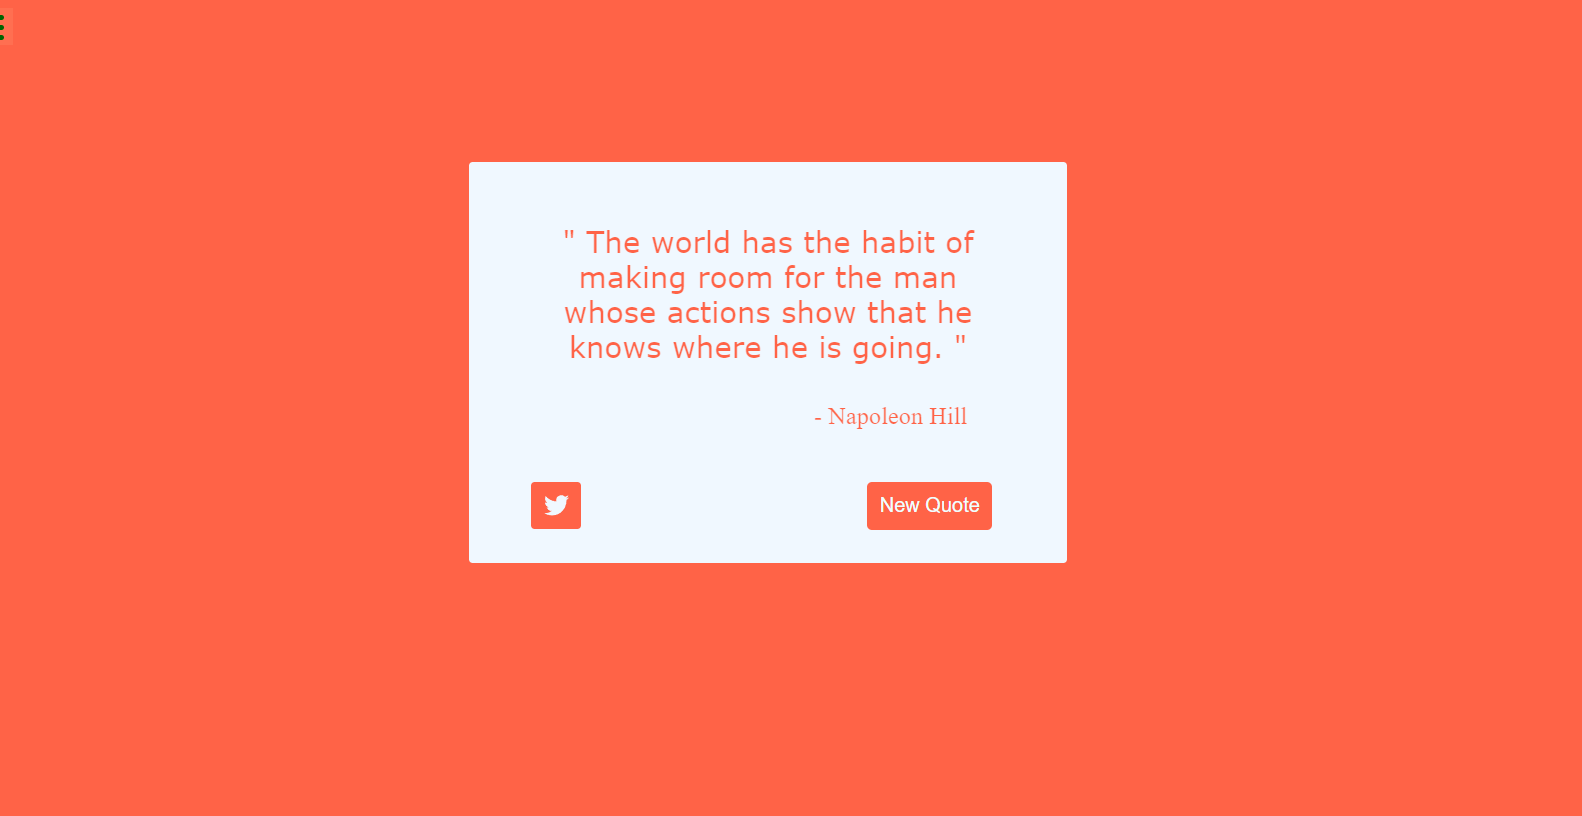 " The world has the habit of
making room for the man
whose actions show that he
knows where he is going. "
- Napoleon Hill
New Quote